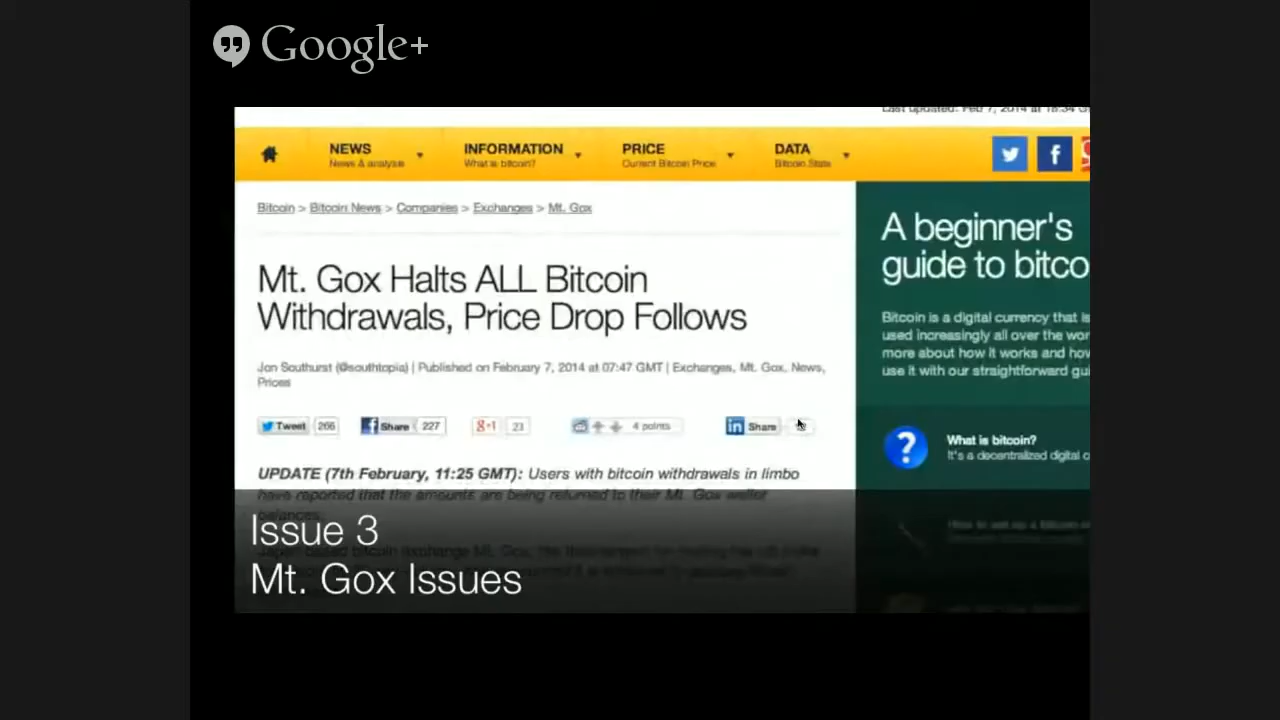 Google+
Last updated: Feb 7, 2014 at 18:34
NEWS
News & analysis
INFORMATION
What is bitcoin?
PRICE
Current Bitcoin Price
DATA
Bitcoin Stats
Bitcoin > Bitcoin News > Companies > Exchanges > Mt. Gox
A beginner's
guide to bitco
Mt. Gox Halts ALL Bitcoin
Withdrawals, Price Drop Follows
Bitcoin is a digital currency that is
used increasingly all over the wor
more about how it works and how
use it with our straightforward gui
Jon Southurst (@southtopia) | Published on February 7, 2014 at 07:47 GMT | Exchanges, Mt. Gox, News,
Prices
Tweet 266 Share 227 g+1 23 4 points in Share
What is bitcoin?
It's a decentralized digital c
UPDATE (7th February, 11:25 GMT): Users with bitcoin withdrawals in limbo
have reported that the amounts are being returned to their Mt. Gox wallet
balances.
Issue 3
Mt. Gox Issues